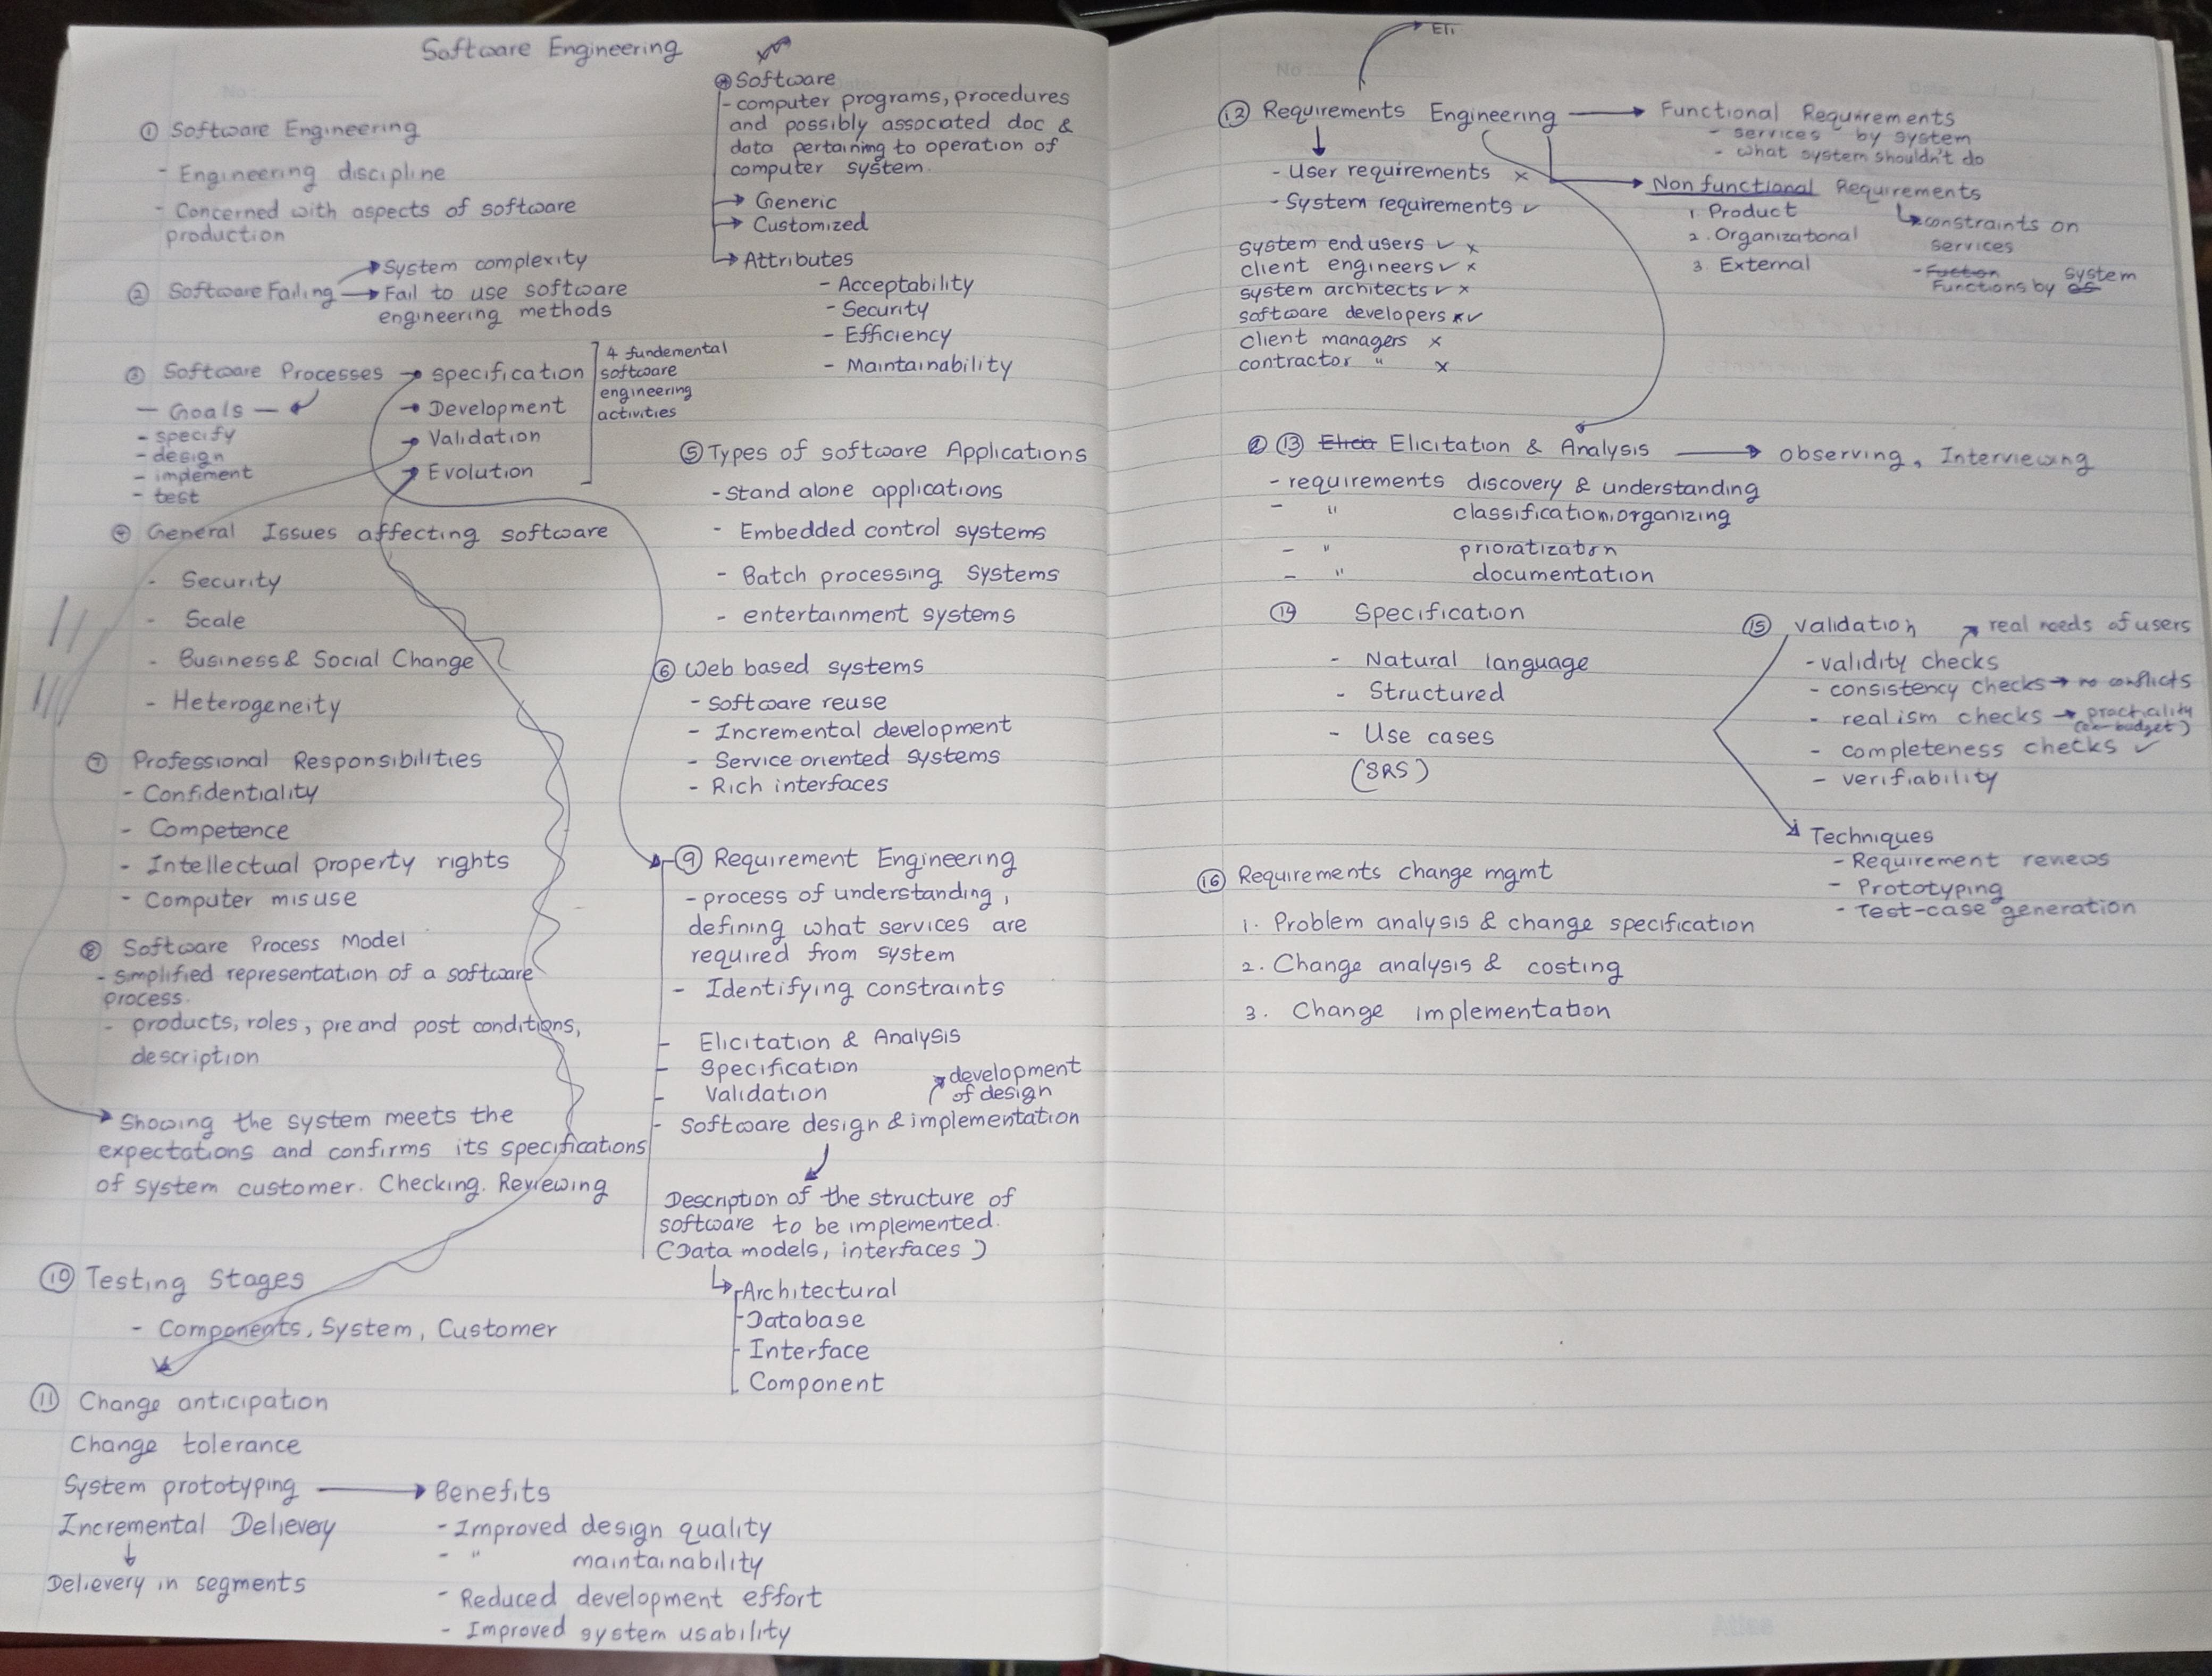 Software Engineering
① Software Engineering
- Engineering discipline
- Concerned with aspects of software
production
② Software Failing → System complexity
→ Fail to use software
engineering methods
③ Software Processes → specification
→ Development
→ Validation
→ Evolution
4 fundemental
software
engineering
activities
- Goals -
- specify
- design
- implement
- test
④ General Issues affecting software
- Security
- Scale
- Business & Social Change
- Heterogeneity
⑦ Professional Responsibilities
- Confidentiality
- Competence
- Intellectual property rights
- Computer misuse
⑧ Software Process Model
- simplified representation of a software
process.
- products, roles, pre and post conditions,
description
Showing the system meets the
expectations and confirms its specifications
of system customer. Checking. Reviewing
⑩ Testing Stages
- Components, System, Customer
⑪ Change anticipation
Change tolerance
System prototyping → Benefits
Incremental Delievery
↓
Delievery in segments
- Improved design quality
- " maintainability
- Reduced development effort
- Improved system usability
Software
- computer programs, procedures
and possibly associated doc &
data pertaining to operation of
computer system.
→ Generic
→ Customized
→ Attributes
- Acceptability
- Security
- Efficiency
- Maintainability
⑤ Types of software Applications
- Stand alone applications
- Embedded control systems
- Batch processing systems
- entertainment systems
⑥ Web based systems
- Software reuse
- Incremental development
- Service oriented systems
- Rich interfaces
⑨ Requirement Engineering
- process of understanding,
defining what services are
required from system
- Identifying constraints
- Elicitation & Analysis
- Specification
- Validation
→ development
of design
- Software design & implementation
Description of the structure of
software to be implemented.
(Data models, interfaces)
→ Architectural
- Database
- Interface
- Component
⑫ Requirements Engineering → Functional Requirements
- services by system
- what system shouldn't do
- User requirements ×
- System requirements ✓
→ Non functional Requirements
1. Product
2. Organizational
3. External
→ constraints on
services
- Functions by system
system end users ✓ ×
client engineers ✓ ×
system architects ✓ ×
software developers × ✓
client managers ×
contractor " ×
⑬ Elicitation & Analysis → observing, Interviewing
- requirements discovery & understanding
- " classification, organizing
- " prioratization
- " documentation
⑭ Specification
- Natural language
- Structured
- Use cases
(SRS)
⑮ validation
→ real needs of users
- validity checks
- consistency checks → no conflicts
- realism checks → practiality
budget)
- completeness checks ✓
- verifiability
Techniques
- Requirement reviews
- Prototyping
- Test-case generation
⑯ Requirements change mgmt
1. Problem analysis & change specification
2. Change analysis & costing
3. Change implementation